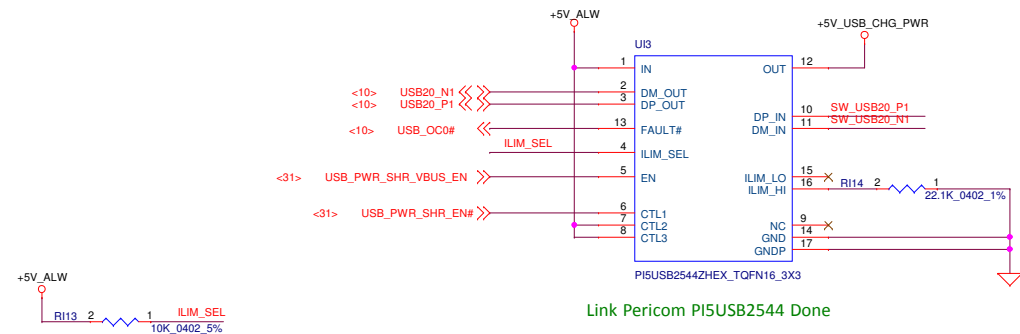 +5V_ALW
+5V_USB_CHG_PWR
UI3
1 IN OUT 12
<10> USB20_N1 2 DM_OUT
<10> USB20_P1 3 DP_OUT
DP_IN 10 SW_USB20_P1
DM_IN 11 SW_USB20_N1
<10> USB_OC0# 13 FAULT#
ILIM_SEL 4 ILIM_SEL
<31> USB_PWR_SHR_VBUS_EN 5 EN
ILIM_LO 15
ILIM_HI 16 RI14 2 1
22.1K_0402_1%
<31> USB_PWR_SHR_EN# 6 CTL1
7 CTL2
8 CTL3
NC 9
GND 14
GNDP 17
PI5USB2544ZHEX_TQFN16_3X3
Link Pericom PI5USB2544 Done
+5V_ALW
RI13 2 1 ILIM_SEL
10K_0402_5%